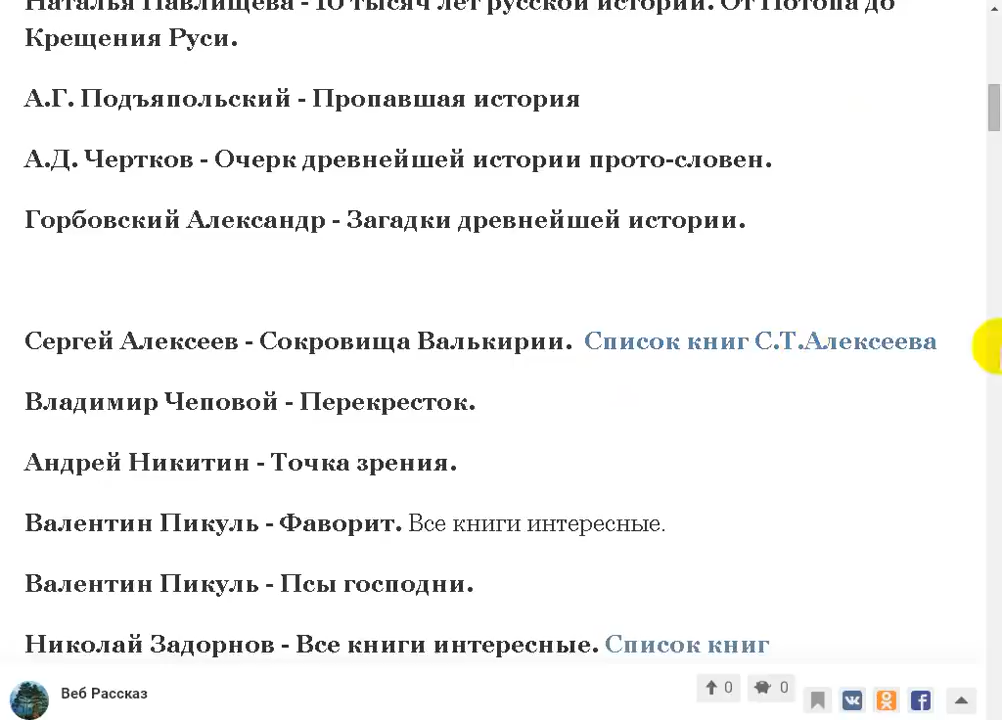 Наталья Павлищева - 10 тысяч лет русской истории. От Потопа до
Крещения Руси.
А.Г. Подъяпольский - Пропавшая история
А.Д. Чертков - Очерк древнейшей истории прото-словен.
Горбовский Александр - Загадки древнейшей истории.
Сергей Алексеев - Сокровища Валькирии. Список книг С.Т.Алексеева
Владимир Чеповой - Перекресток.
Андрей Никитин - Точка зрения.
Валентин Пикуль - Фаворит. Все книги интересные.
Валентин Пикуль - Псы господни.
Николай Задорнов - Все книги интересные. Список книг
Веб Рассказ
0 0